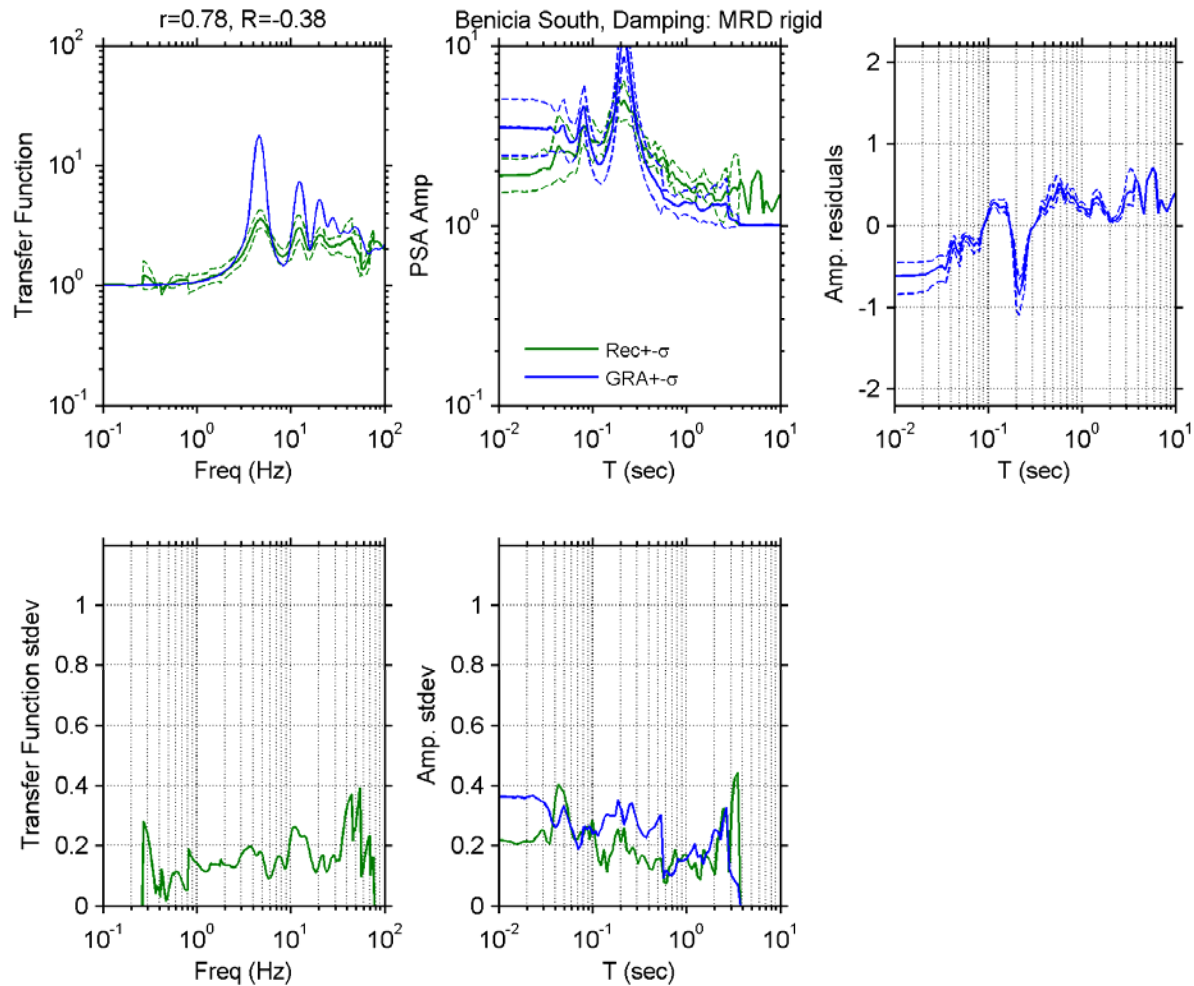 r=0.78, R=-0.38
Benicia South, Damping: MRD rigid
Transfer Function
10^2
10^1
10^0
10^-1
10^-1 10^0 10^1 10^2
Freq (Hz)
PSA Amp
10^1
10^0
10^-1
Rec+-σ
GRA+-σ
10^-2 10^-1 10^0 10^1
T (sec)
Amp. residuals
2
1
0
-1
-2
10^-2 10^-1 10^0 10^1
T (sec)
Transfer Function stdev
1
0.8
0.6
0.4
0.2
0
10^-1 10^0 10^1 10^2
Freq (Hz)
Amp. stdev
1
0.8
0.6
0.4
0.2
0
10^-2 10^-1 10^0 10^1
T (sec)